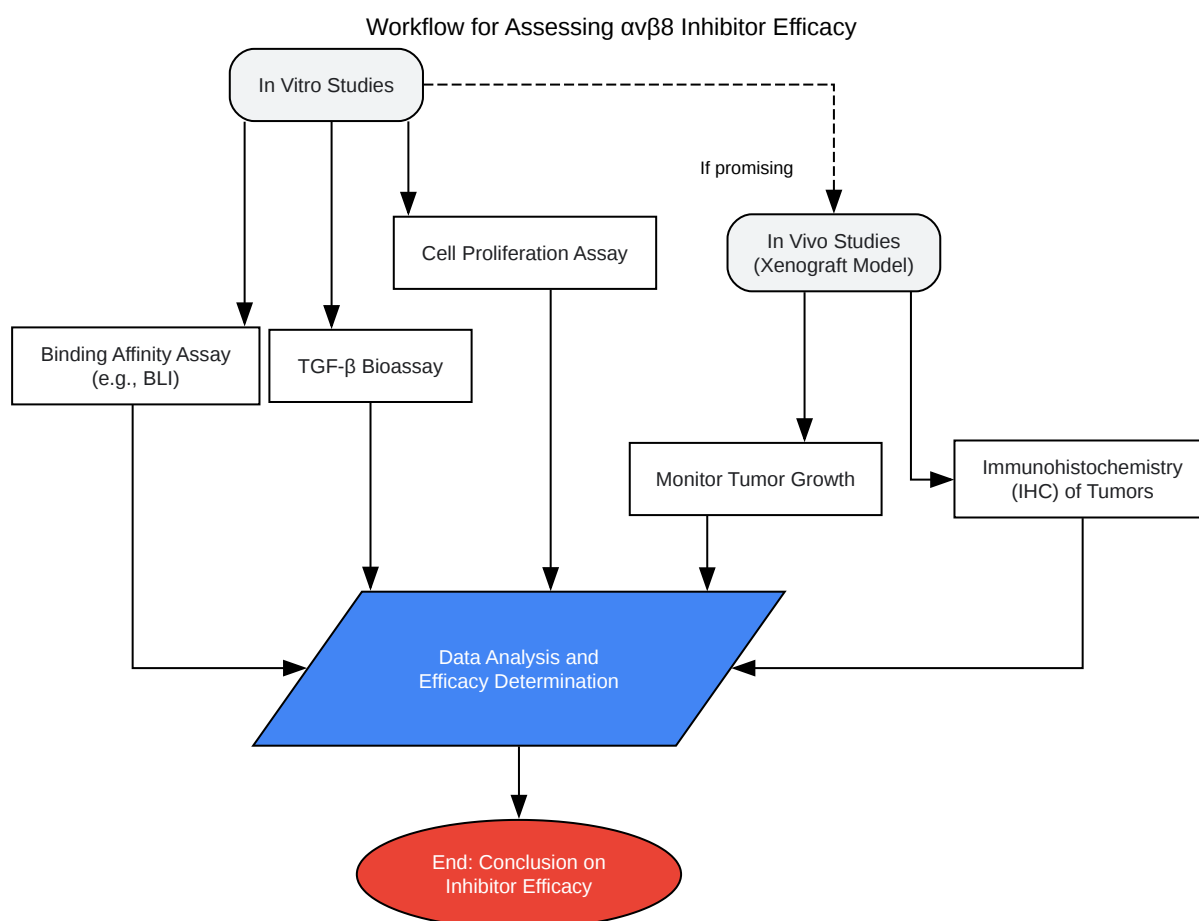 Workflow for Assessing αvβ8 Inhibitor Efficacy
In Vitro Studies
If promising
Cell Proliferation Assay
In Vivo Studies
(Xenograft Model)
Binding Affinity Assay
(e.g., BLI)
TGF-β Bioassay
Monitor Tumor Growth
Immunohistochemistry
(IHC) of Tumors
Data Analysis and
Efficacy Determination
End: Conclusion on
Inhibitor Efficacy